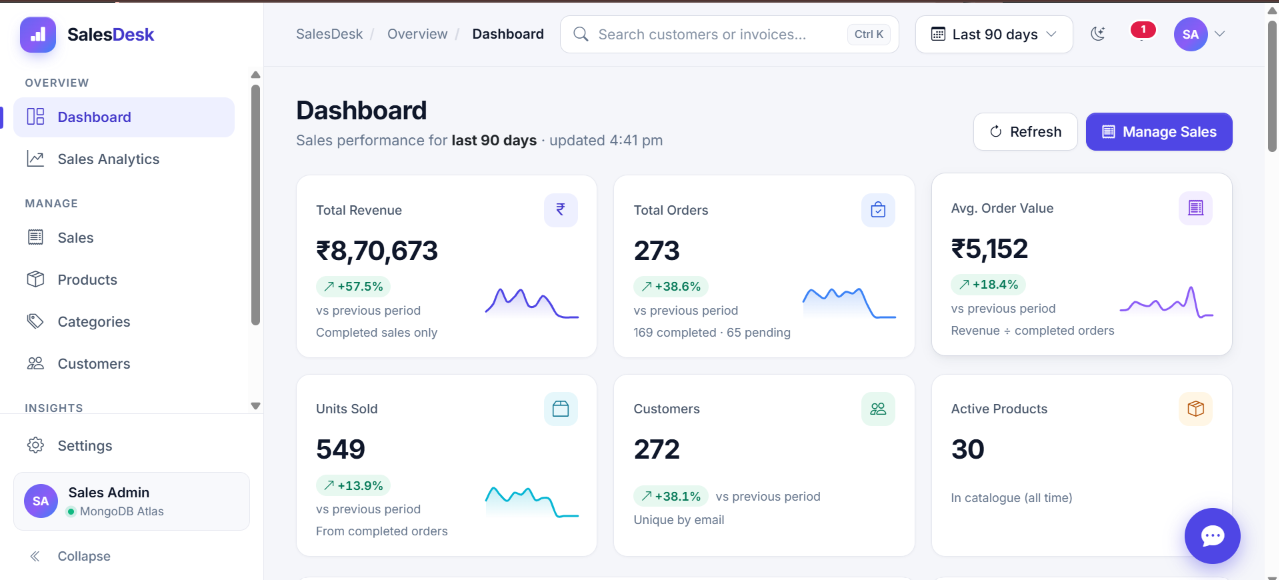 SalesDesk
OVERVIEW
Dashboard
Sales Analytics
MANAGE
Sales
Products
Categories
Customers
INSIGHTS
Settings
SA
Sales Admin
MongoDB Atlas
Collapse
SalesDesk / Overview / Dashboard
Search customers or invoices... Ctrl K
Last 90 days
1
SA
Dashboard
Sales performance for last 90 days · updated 4:41 pm
Refresh
Manage Sales
Total Revenue
₹
₹8,70,673
+57.5%
vs previous period
Completed sales only
Total Orders
273
+38.6%
vs previous period
169 completed · 65 pending
Avg. Order Value
₹5,152
+18.4%
vs previous period
Revenue ÷ completed orders
Units Sold
549
+13.9%
vs previous period
From completed orders
Customers
272
+38.1% vs previous period
Unique by email
Active Products
30
In catalogue (all time)